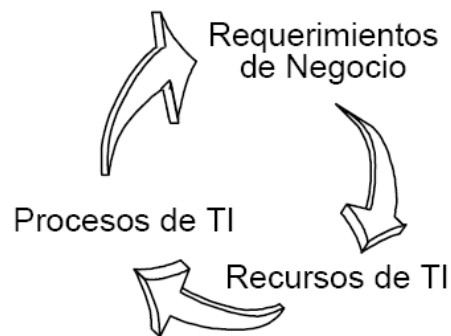 Requerimientos
de Negocio
Procesos de TI
Recursos de TI